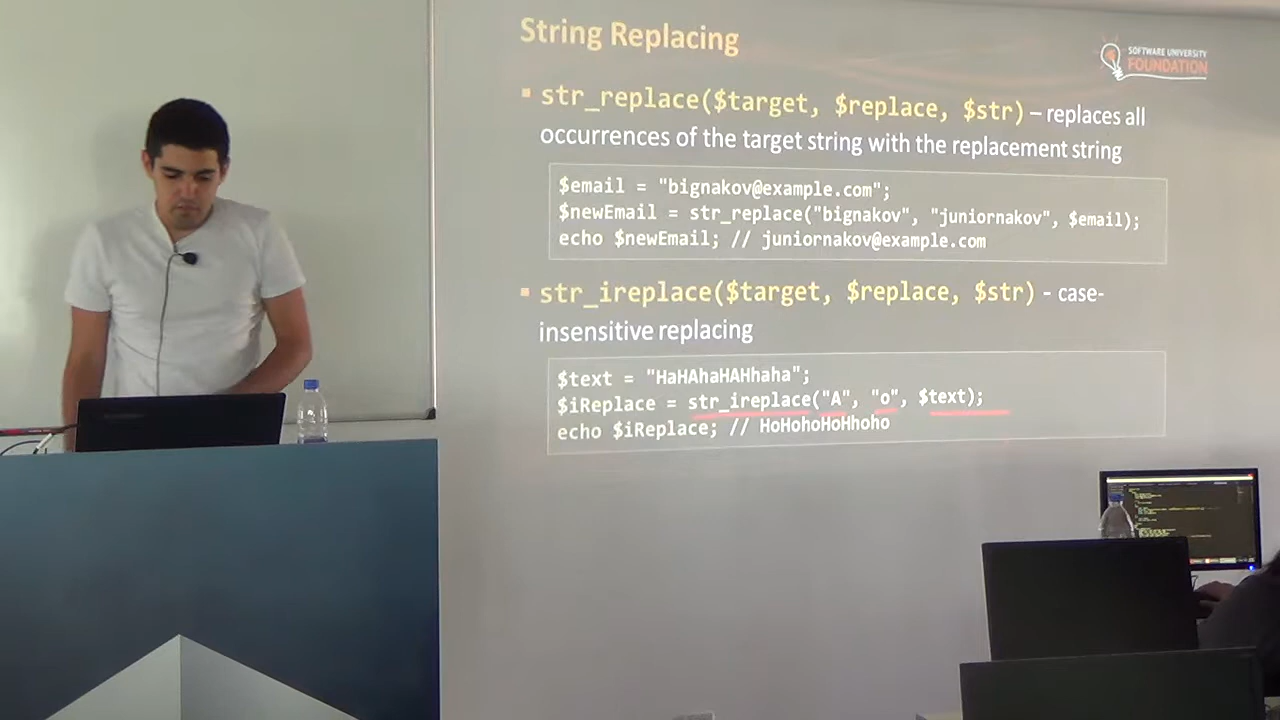 String Replacing
SOFTWARE UNIVERSITY
FOUNDATION
str_replace($target, $replace, $str) – replaces all
occurrences of the target string with the replacement string
$email = "bignakov@example.com";
$newEmail = str_replace("bignakov", "juniornakov", $email);
echo $newEmail; // juniornakov@example.com
str_ireplace($target, $replace, $str) - case-
insensitive replacing
$text = "HaHAhaHAHhaha";
$iReplace = str_ireplace("A", "o", $text);
echo $iReplace; // HoHohoHoHhoho